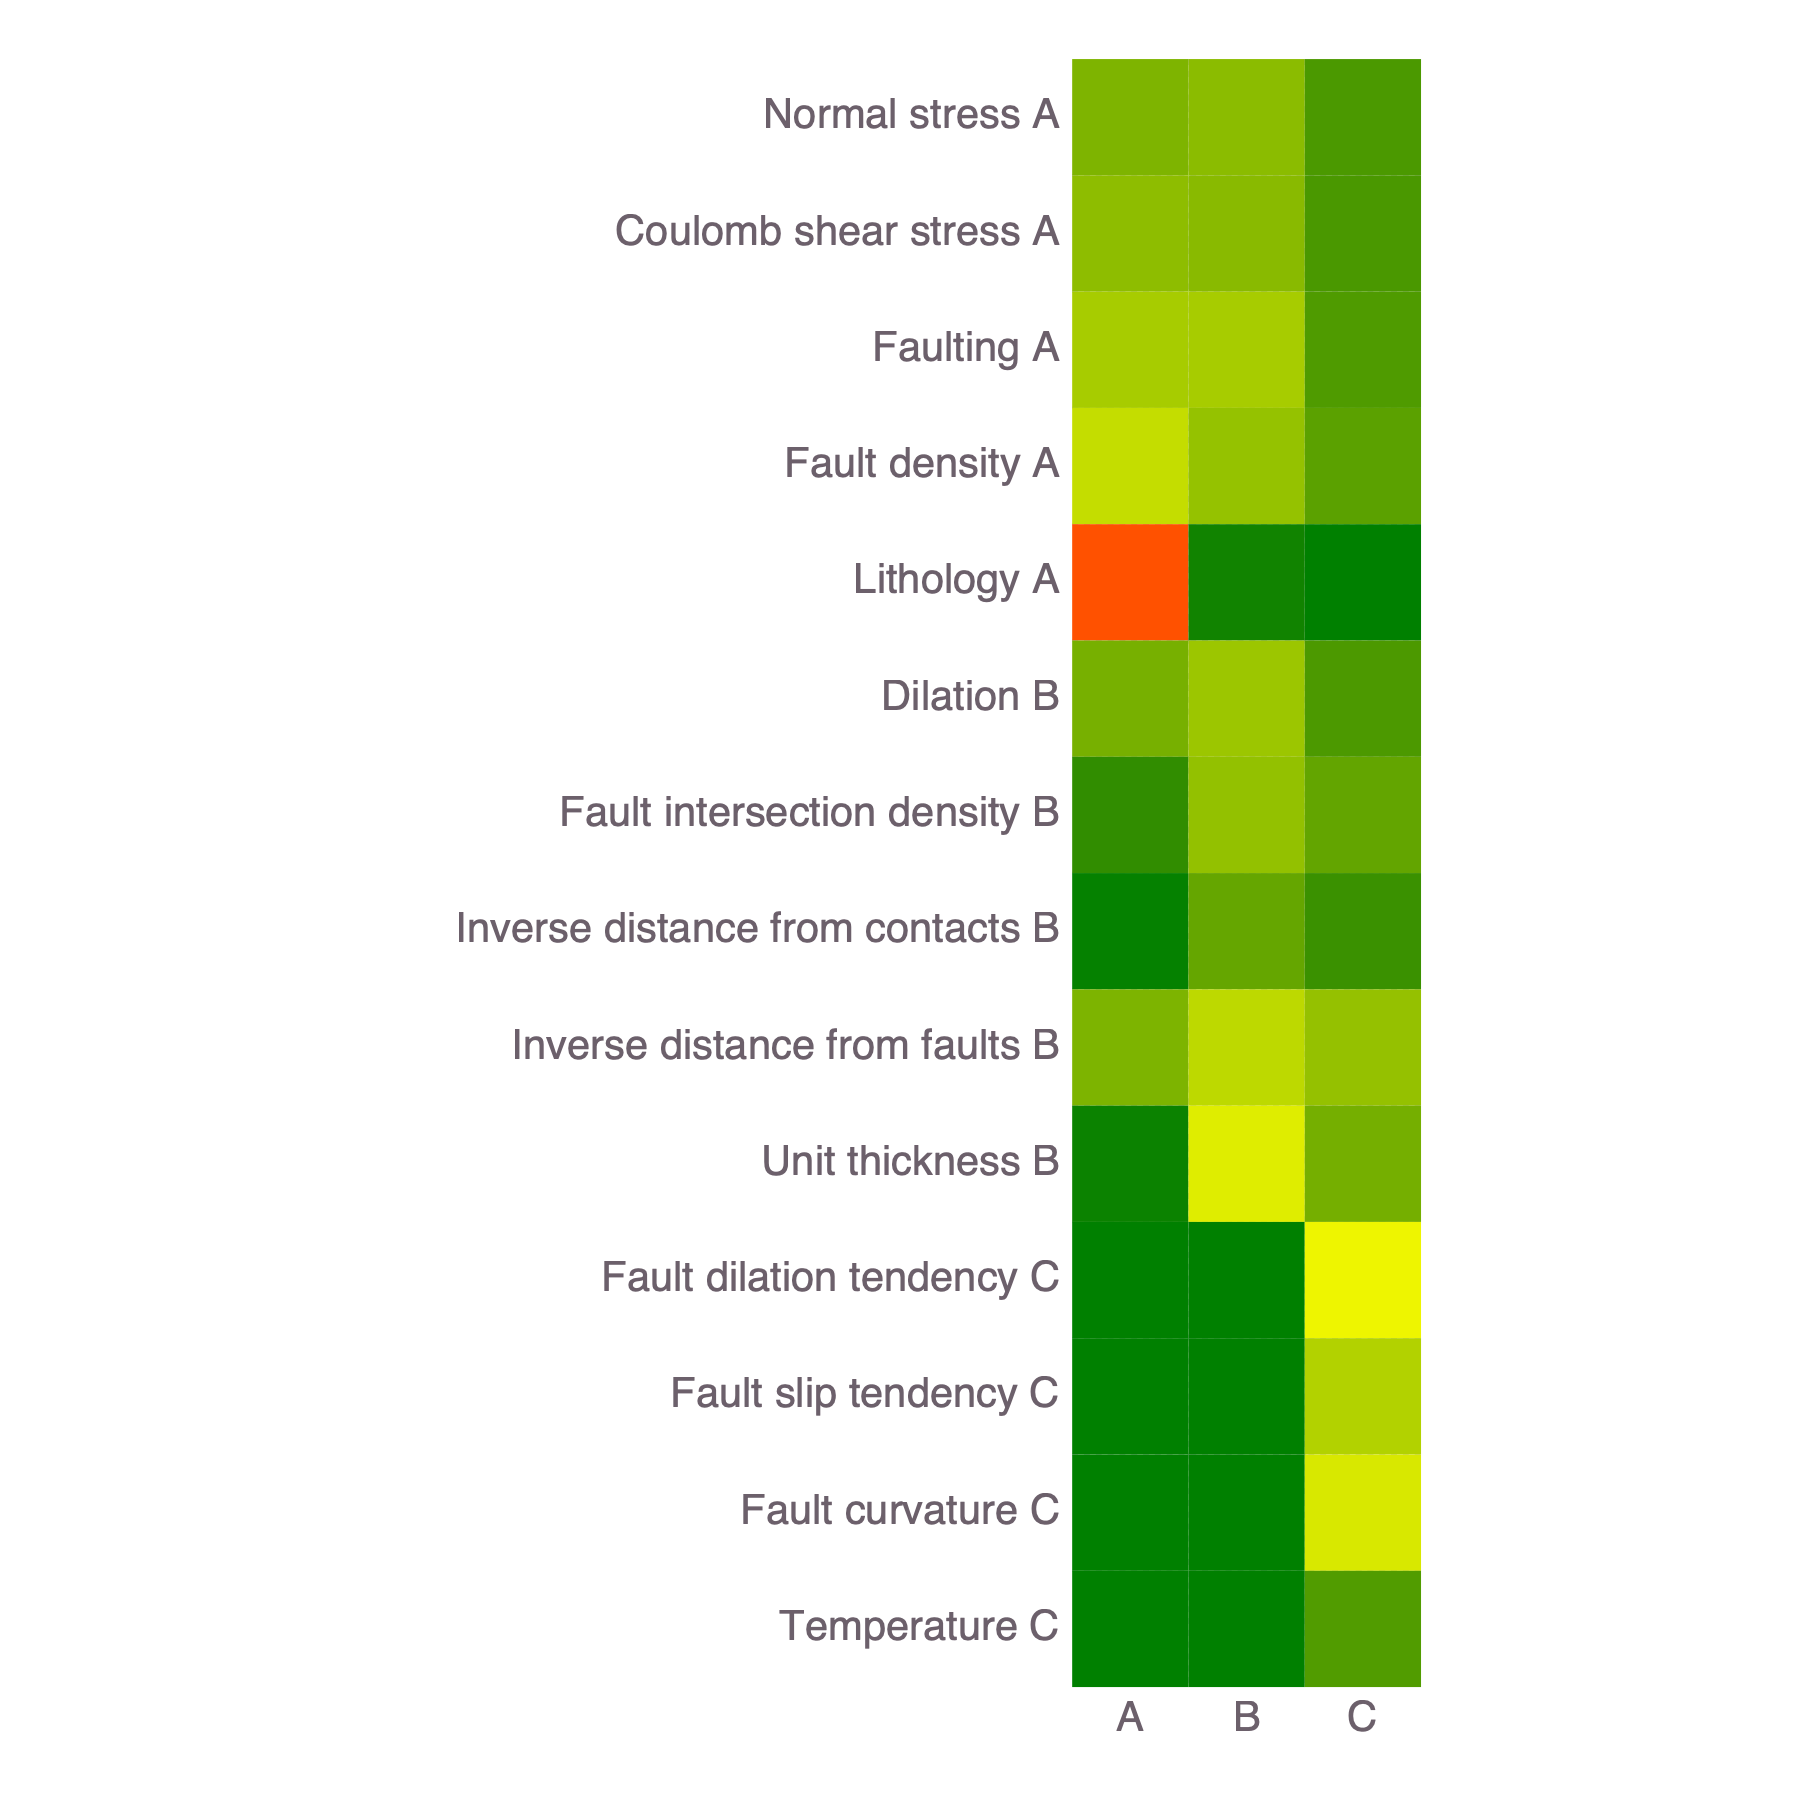 Normal stress A
Coulomb shear stress A
Faulting A
Fault density A
Lithology A
Dilation B
Fault intersection density B
Inverse distance from contacts B
Inverse distance from faults B
Unit thickness B
Fault dilation tendency C
Fault slip tendency C
Fault curvature C
Temperature C
A B C